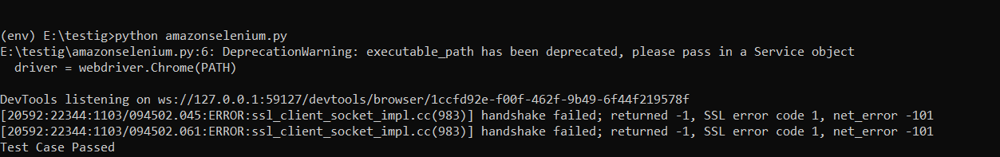 (env) E:\testig>python amazonselenium.py
E:\testig\amazonselenium.py:6: DeprecationWarning: executable_path has been deprecated, please pass in a Service object
  driver = webdriver.Chrome(PATH)
DevTools listening on ws://127.0.0.1:59127/devtools/browser/1ccfd92e-f00f-462f-9b49-6f44f219578f
[20592:22344:1103/094502.045:ERROR:ssl_client_socket_impl.cc(983)] handshake failed; returned -1, SSL error code 1, net_error -101
[20592:22344:1103/094502.061:ERROR:ssl_client_socket_impl.cc(983)] handshake failed; returned -1, SSL error code 1, net_error -101
Test Case Passed